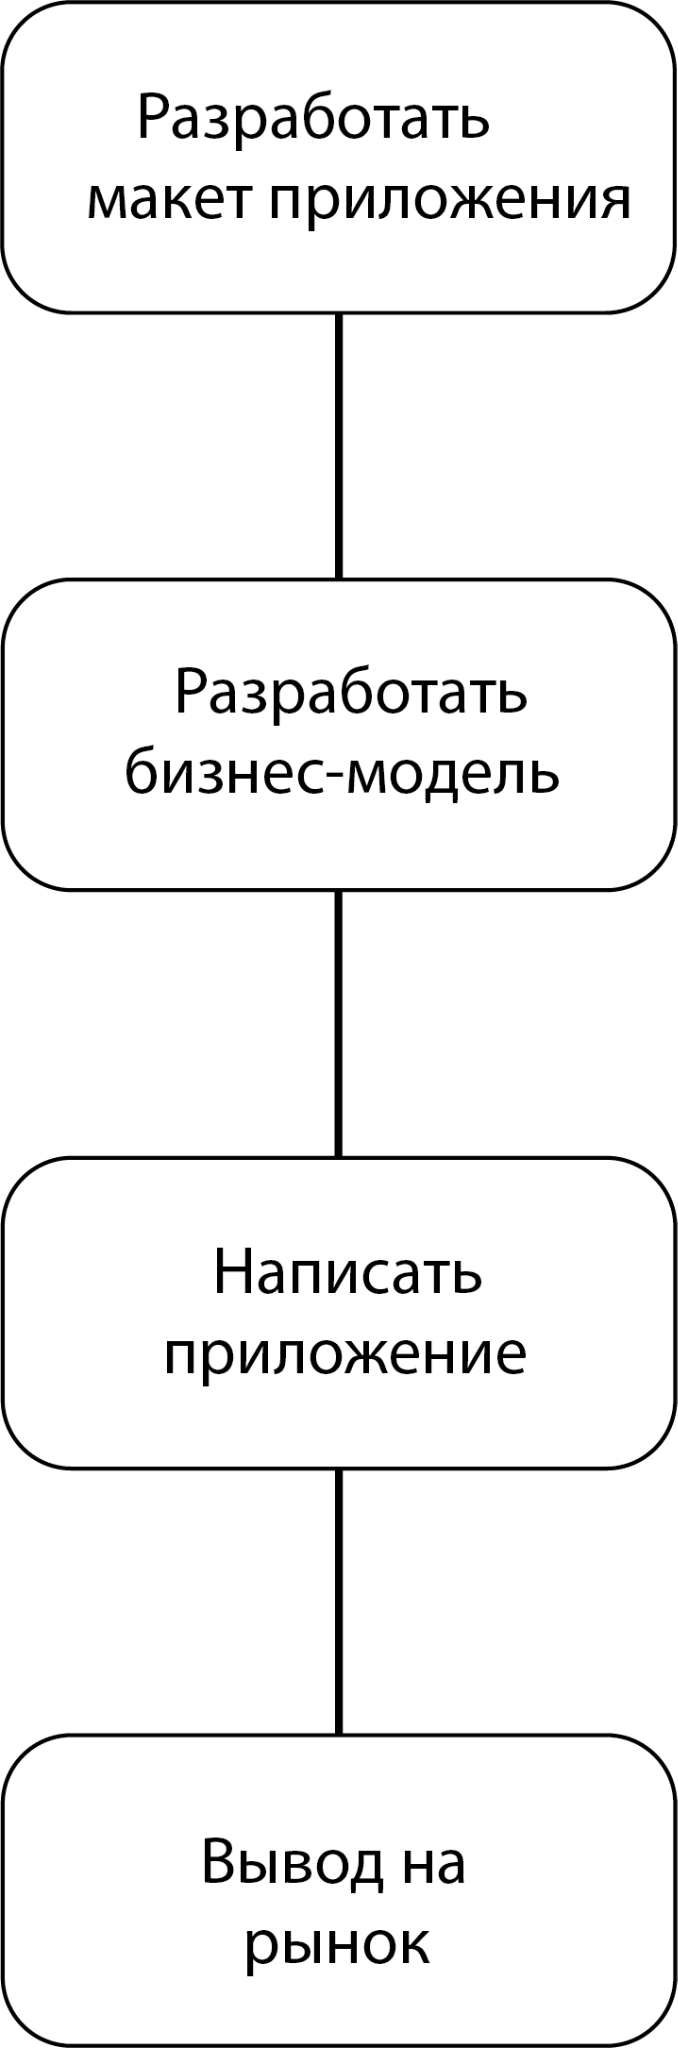 Разработать
макет приложения
Разработать
бизнес-модель
Написать
приложение
Вывод на
рынок